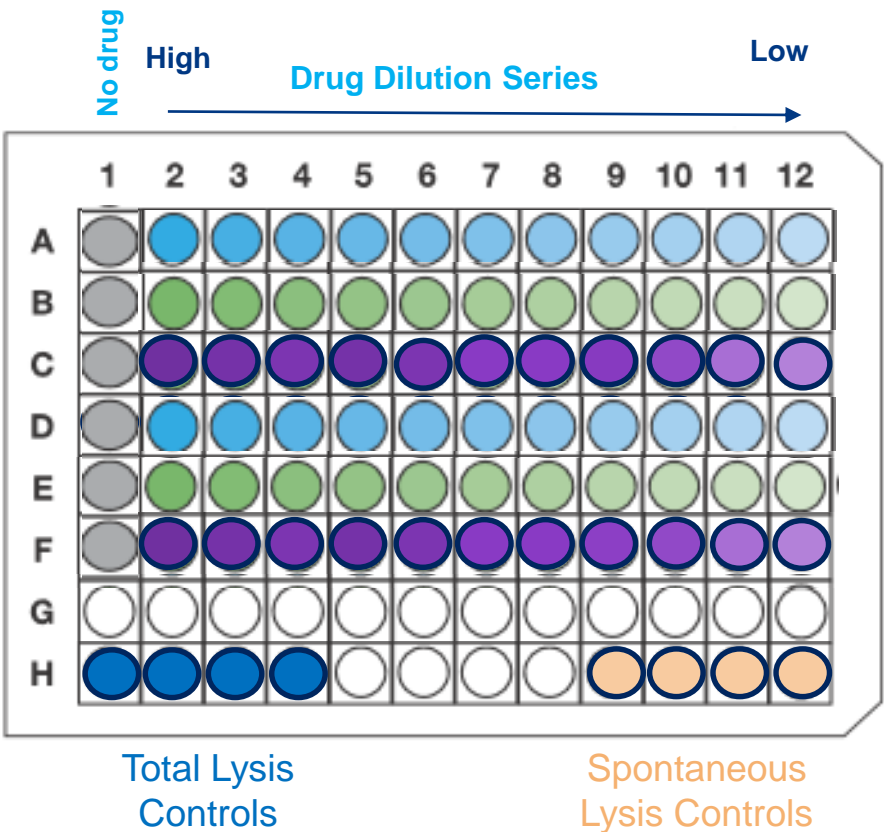 No drug
High
Drug Dilution Series
Low
1 2 3 4 5 6 7 8 9 10 11 12
A
B
C
D
E
F
G
H
Total Lysis
Controls
Spontaneous
Lysis Controls